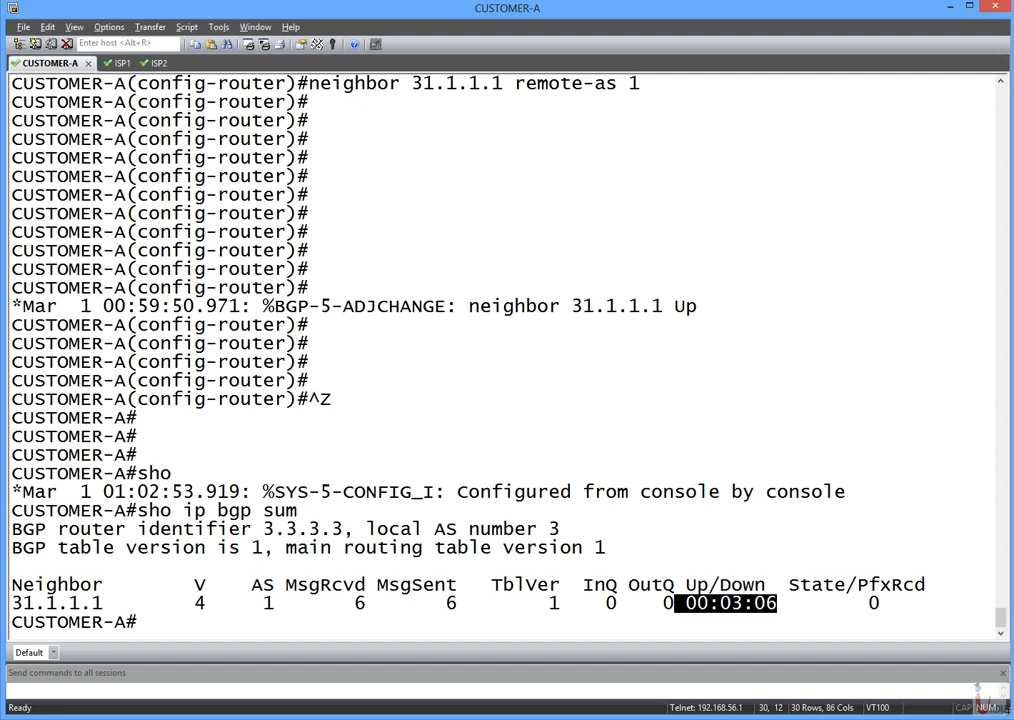 CUSTOMER-A
File Edit View Options Transfer Script Tools Window Help
Enter host <Alt+R>
CUSTOMER-A ISP1 ISP2
CUSTOMER-A(config-router)#neighbor 31.1.1.1 remote-as 1
CUSTOMER-A(config-router)#
CUSTOMER-A(config-router)#
CUSTOMER-A(config-router)#
CUSTOMER-A(config-router)#
CUSTOMER-A(config-router)#
CUSTOMER-A(config-router)#
CUSTOMER-A(config-router)#
CUSTOMER-A(config-router)#
CUSTOMER-A(config-router)#
CUSTOMER-A(config-router)#
CUSTOMER-A(config-router)#
*Mar  1 00:59:50.971: %BGP-5-ADJCHANGE: neighbor 31.1.1.1 Up
CUSTOMER-A(config-router)#
CUSTOMER-A(config-router)#
CUSTOMER-A(config-router)#
CUSTOMER-A(config-router)#
CUSTOMER-A(config-router)#^Z
CUSTOMER-A#
CUSTOMER-A#
CUSTOMER-A#
CUSTOMER-A#sho
*Mar  1 01:02:53.919: %SYS-5-CONFIG_I: Configured from console by console
CUSTOMER-A#sho ip bgp sum
BGP router identifier 3.3.3.3, local AS number 3
BGP table version is 1, main routing table version 1
Neighbor V AS MsgRcvd MsgSent TblVer InQ OutQ Up/Down State/PfxRcd
31.1.1.1 4 1 6 6 1 0 0 00:03:06 0
CUSTOMER-A#
Default
Send commands to all sessions
Ready Telnet: 192.168.56.1 30, 12 30 Rows, 86 Cols VT100 CAP NUM